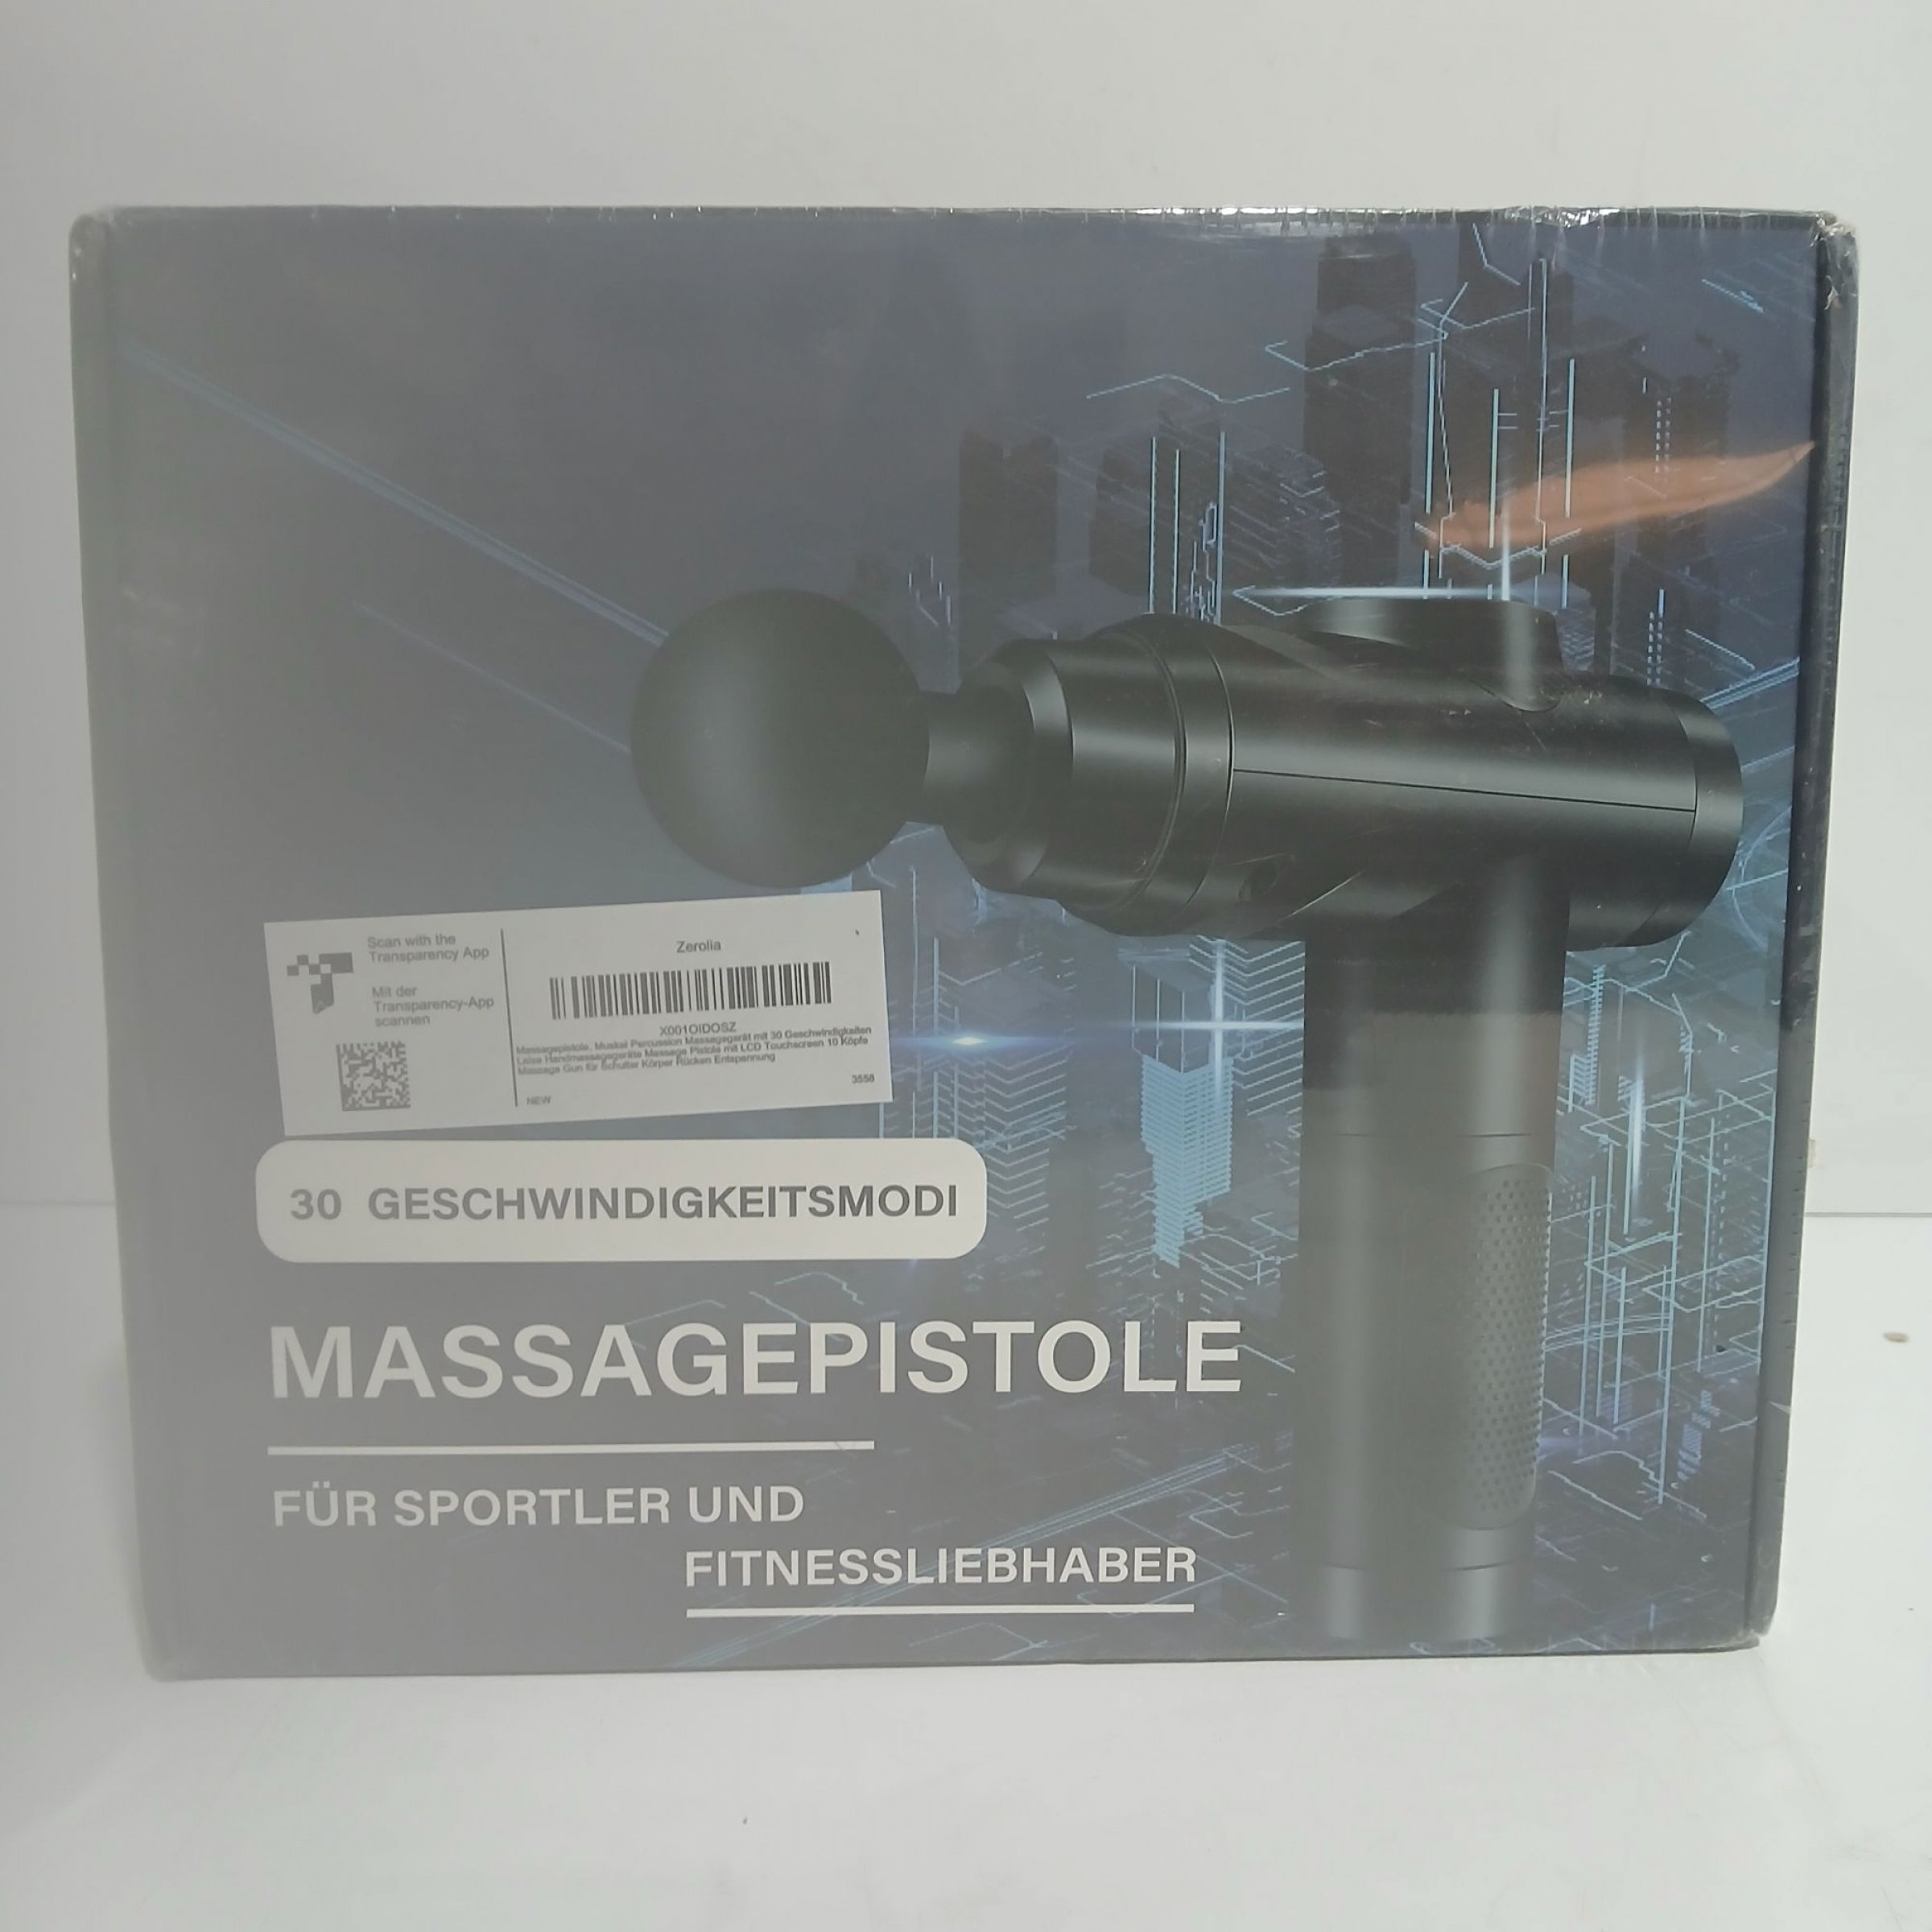 Scan with the
Transparency App
Mit der
Transparency-App
scannen
Zerolia
X001OIDOSZ
Massagepistole, Muskel Percussion Massagegerät mit 30 Geschwindigkeiten
Leise Handmassagegeräte Massage Pistole mit LCD Touchscreen 10 Köpfe
Massage Gun für Schulter Körper Rücken Entspannung
NEW
3558
30 GESCHWINDIGKEITSMODI
MASSAGEPISTOLE
FÜR SPORTLER UND
FITNESSLIEBHABER